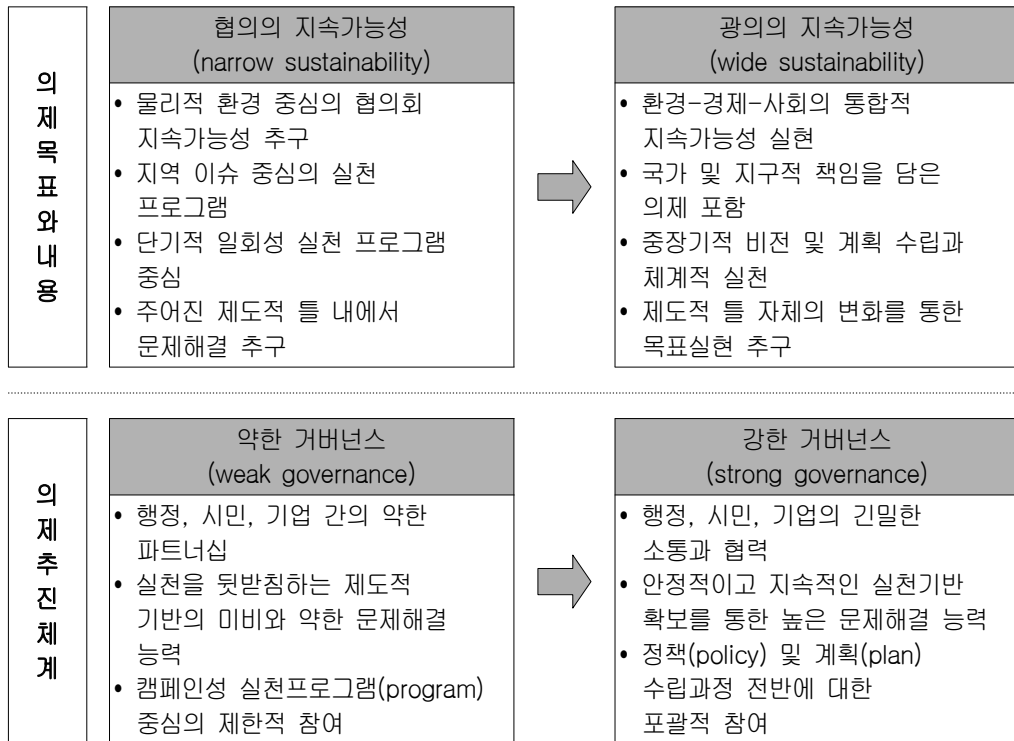 의제목표와내용
협의의 지속가능성
(narrow sustainability)
• 물리적 환경 중심의 협의회
지속가능성 추구
• 지역 이슈 중심의 실천
프로그램
• 단기적 일회성 실천 프로그램
중심
• 주어진 제도적 틀 내에서
문제해결 추구
광의의 지속가능성
(wide sustainability)
• 환경-경제-사회의 통합적
지속가능성 실현
• 국가 및 지구적 책임을 담은
의제 포함
• 중장기적 비전 및 계획 수립과
체계적 실천
• 제도적 틀 자체의 변화를 통한
목표실현 추구
의제추진체계
약한 거버넌스
(weak governance)
• 행정, 시민, 기업 간의 약한
파트너십
• 실천을 뒷받침하는 제도적
기반의 미비와 약한 문제해결
능력
• 캠페인성 실천프로그램(program)
중심의 제한적 참여
강한 거버넌스
(strong governance)
• 행정, 시민, 기업의 긴밀한
소통과 협력
• 안정적이고 지속적인 실천기반
확보를 통한 높은 문제해결 능력
• 정책(policy) 및 계획(plan)
수립과정 전반에 대한
포괄적 참여